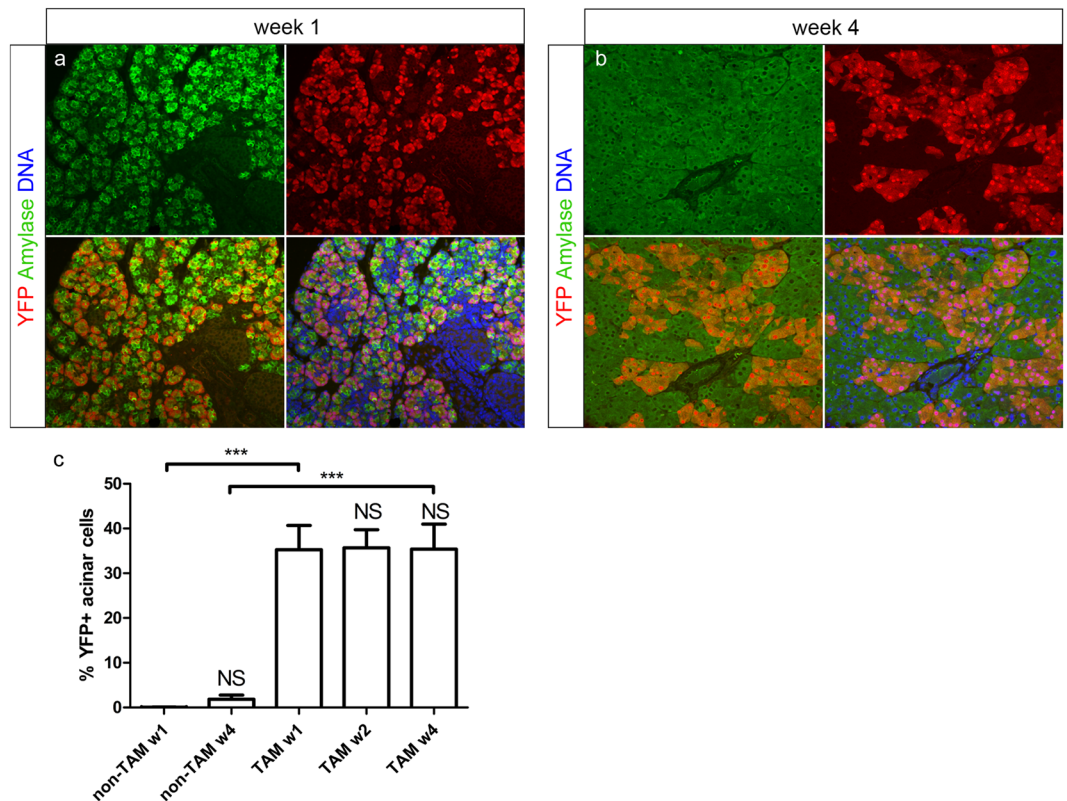 week 1
week 4
YFP Amylase DNA
a
YFP Amylase DNA
b
c
***
***
% YFP+ acinar cells
50
40
30
20
10
0
NS
NS
NS
non-TAM w1
non-TAM w4
TAM w1
TAM w2
TAM w4